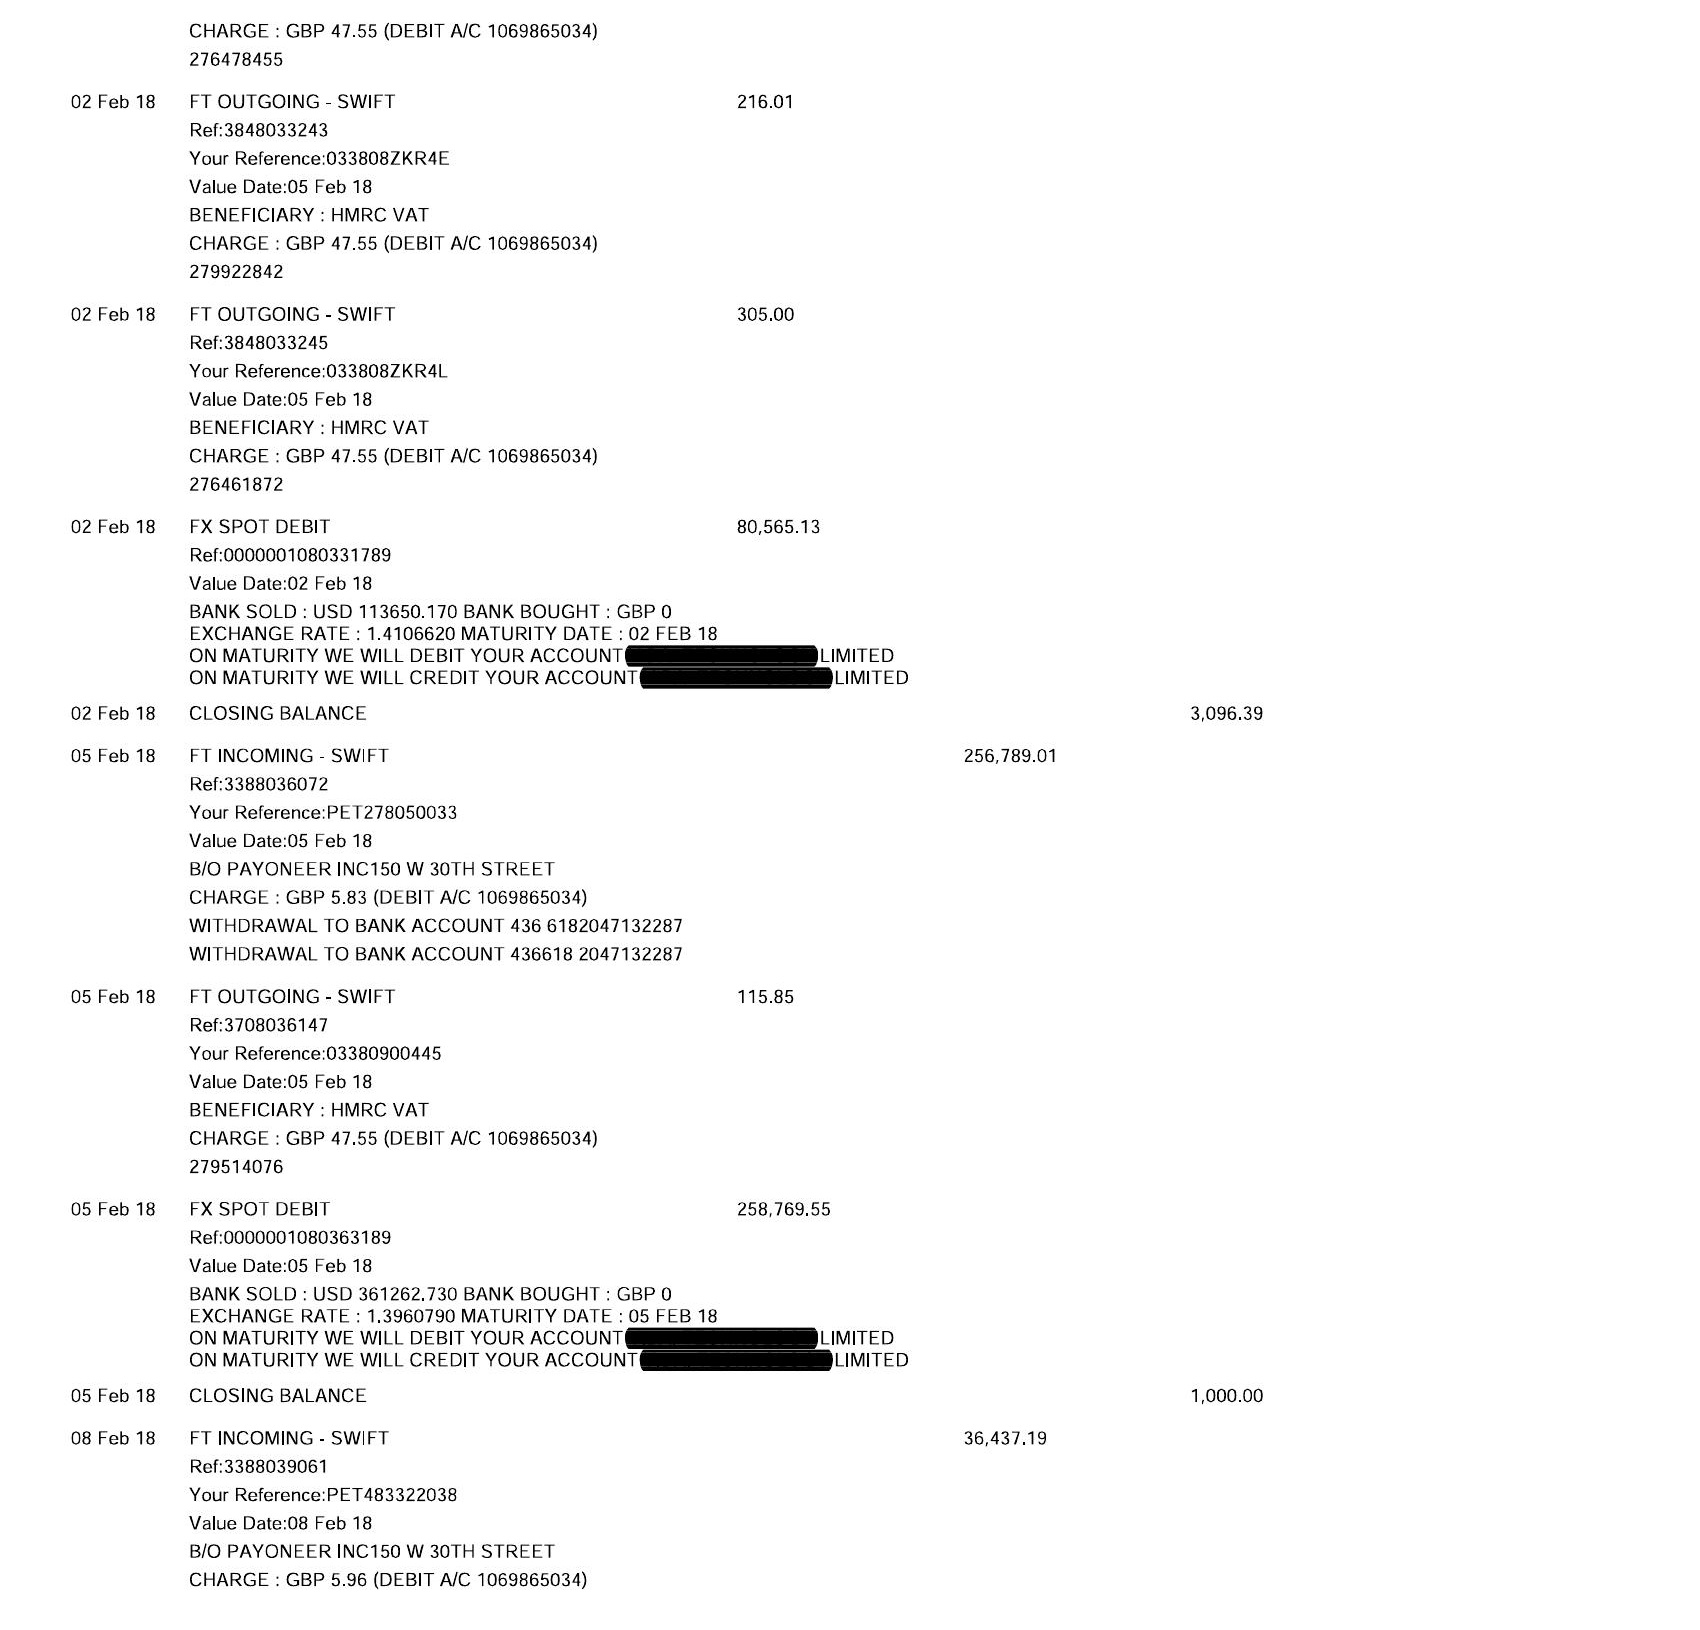 CHARGE : GBP 47.55 (DEBIT A/C 1069865034)
276478455
02 Feb 18 FT OUTGOING - SWIFT 216.01
Ref:3848033243
Your Reference:033808ZKR4E
Value Date:05 Feb 18
BENEFICIARY : HMRC VAT
CHARGE : GBP 47.55 (DEBIT A/C 1069865034)
279922842
02 Feb 18 FT OUTGOING - SWIFT 305.00
Ref:3848033245
Your Reference:033808ZKR4L
Value Date:05 Feb 18
BENEFICIARY : HMRC VAT
CHARGE : GBP 47.55 (DEBIT A/C 1069865034)
276461872
02 Feb 18 FX SPOT DEBIT 80,565.13
Ref:0000001080331789
Value Date:02 Feb 18
BANK SOLD : USD 113650.170 BANK BOUGHT : GBP 0
EXCHANGE RATE : 1.4106620 MATURITY DATE : 02 FEB 18
ON MATURITY WE WILL DEBIT YOUR ACCOUNT LIMITED
ON MATURITY WE WILL CREDIT YOUR ACCOUNT LIMITED
02 Feb 18 CLOSING BALANCE 3,096.39
05 Feb 18 FT INCOMING - SWIFT 256,789.01
Ref:3388036072
Your Reference:PET278050033
Value Date:05 Feb 18
B/O PAYONEER INC150 W 30TH STREET
CHARGE : GBP 5.83 (DEBIT A/C 1069865034)
WITHDRAWAL TO BANK ACCOUNT 436 6182047132287
WITHDRAWAL TO BANK ACCOUNT 436618 2047132287
05 Feb 18 FT OUTGOING - SWIFT 115.85
Ref:3708036147
Your Reference:03380900445
Value Date:05 Feb 18
BENEFICIARY : HMRC VAT
CHARGE : GBP 47.55 (DEBIT A/C 1069865034)
279514076
05 Feb 18 FX SPOT DEBIT 258,769.55
Ref:0000001080363189
Value Date:05 Feb 18
BANK SOLD : USD 361262.730 BANK BOUGHT : GBP 0
EXCHANGE RATE : 1.3960790 MATURITY DATE : 05 FEB 18
ON MATURITY WE WILL DEBIT YOUR ACCOUNT LIMITED
ON MATURITY WE WILL CREDIT YOUR ACCOUNT LIMITED
05 Feb 18 CLOSING BALANCE 1,000.00
08 Feb 18 FT INCOMING - SWIFT 36,437.19
Ref:3388039061
Your Reference:PET483322038
Value Date:08 Feb 18
B/O PAYONEER INC150 W 30TH STREET
CHARGE : GBP 5.96 (DEBIT A/C 1069865034)